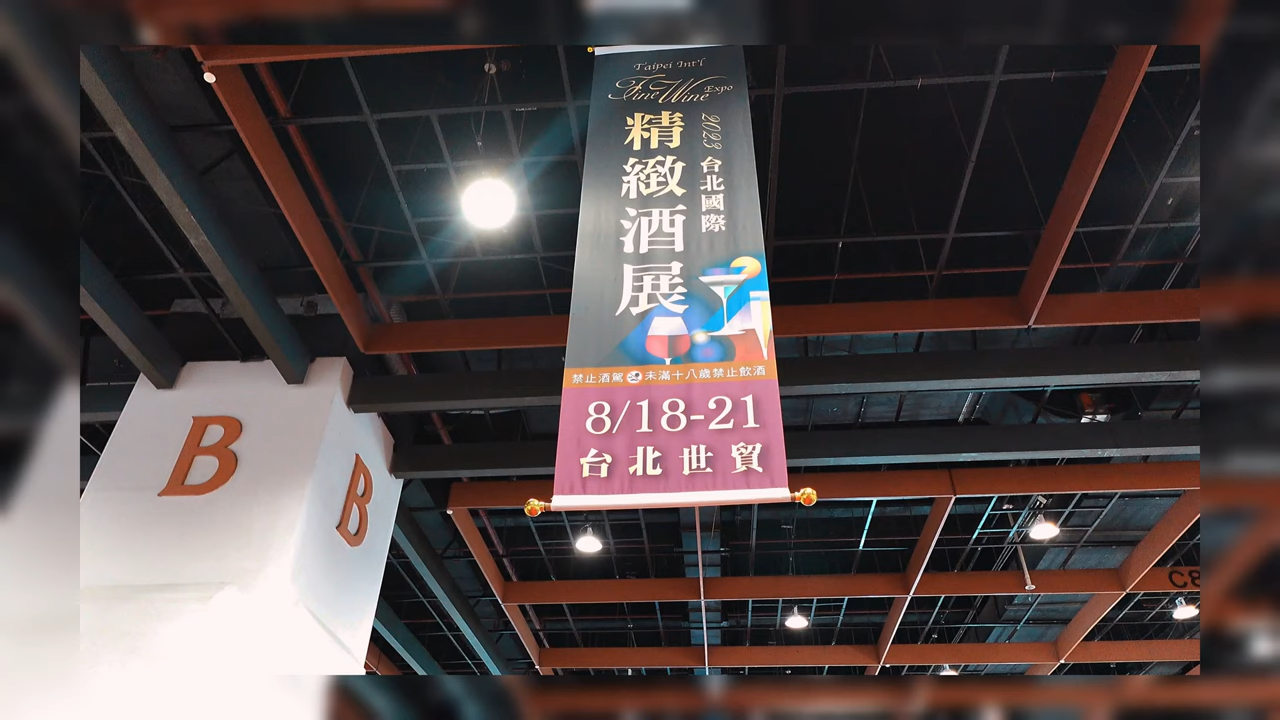 Taipei Int'l
Fine Wine Expo
2023 台北國際
精緻酒展
禁止酒駕 未滿十八歲禁止飲酒
8/18-21
台北世貿
B
B
C8